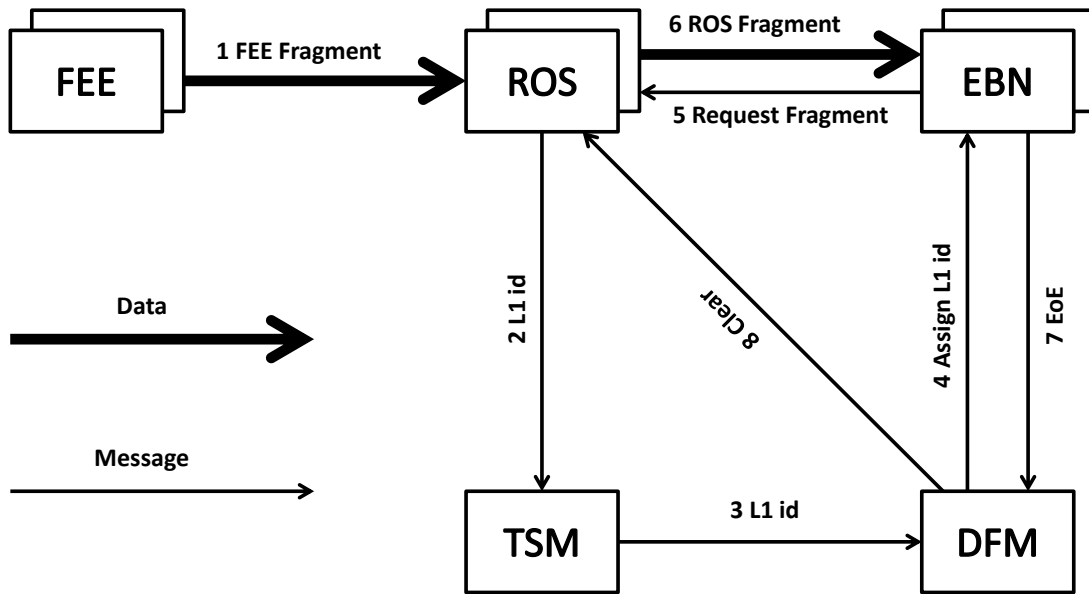 FEE
1 FEE Fragment
ROS
6 ROS Fragment
5 Request Fragment
EBN
2 L1 id
8 Clear
4 Assign L1 id
7 EoE
Data
Message
TSM
3 L1 id
DFM